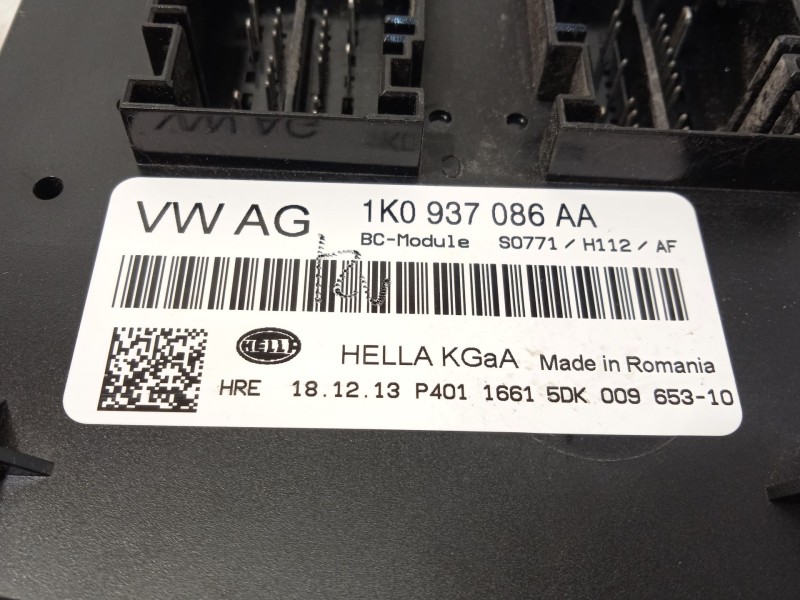 VW AG 1K0 937 086 AA
BC-Module S0771 / H112 / AF
HELLA HELLA KGaA Made in Romania
HRE 18.12.13 P401 1661 5DK 009 653-10